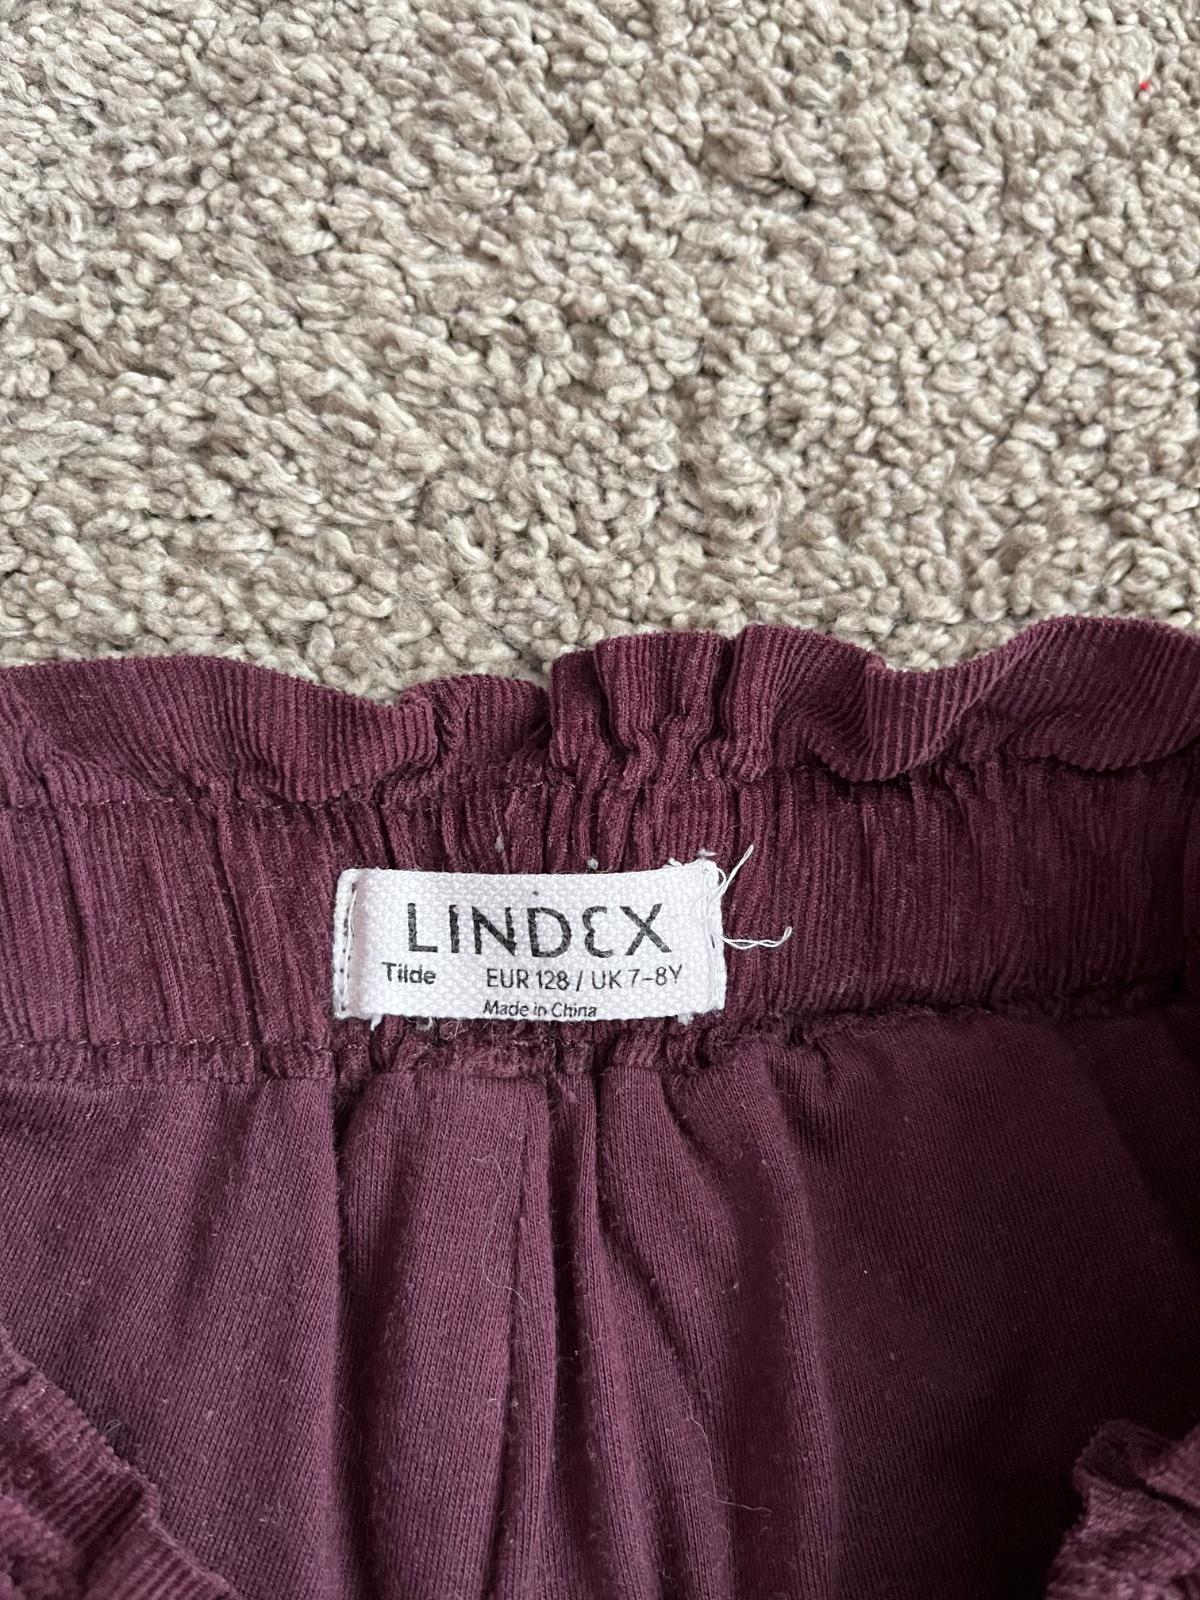 LINDEX
Tilde EUR 128 / UK 7-8Y
Made in China